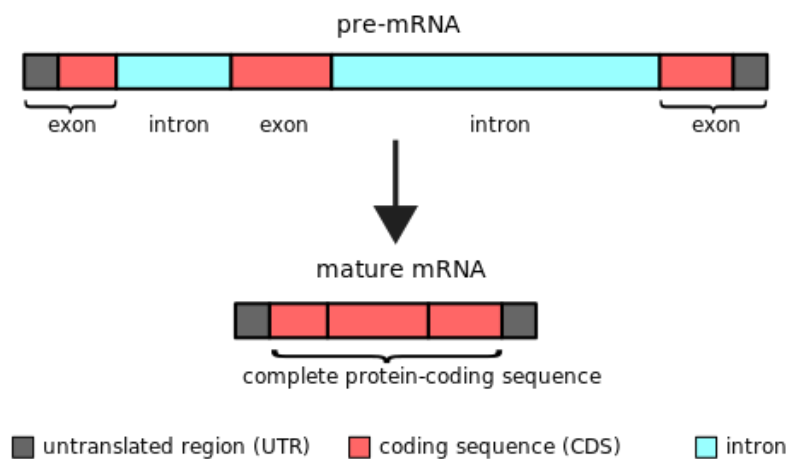 pre-mRNA
exon intron exon intron exon
mature mRNA
complete protein-coding sequence
untranslated region (UTR) coding sequence (CDS) intron